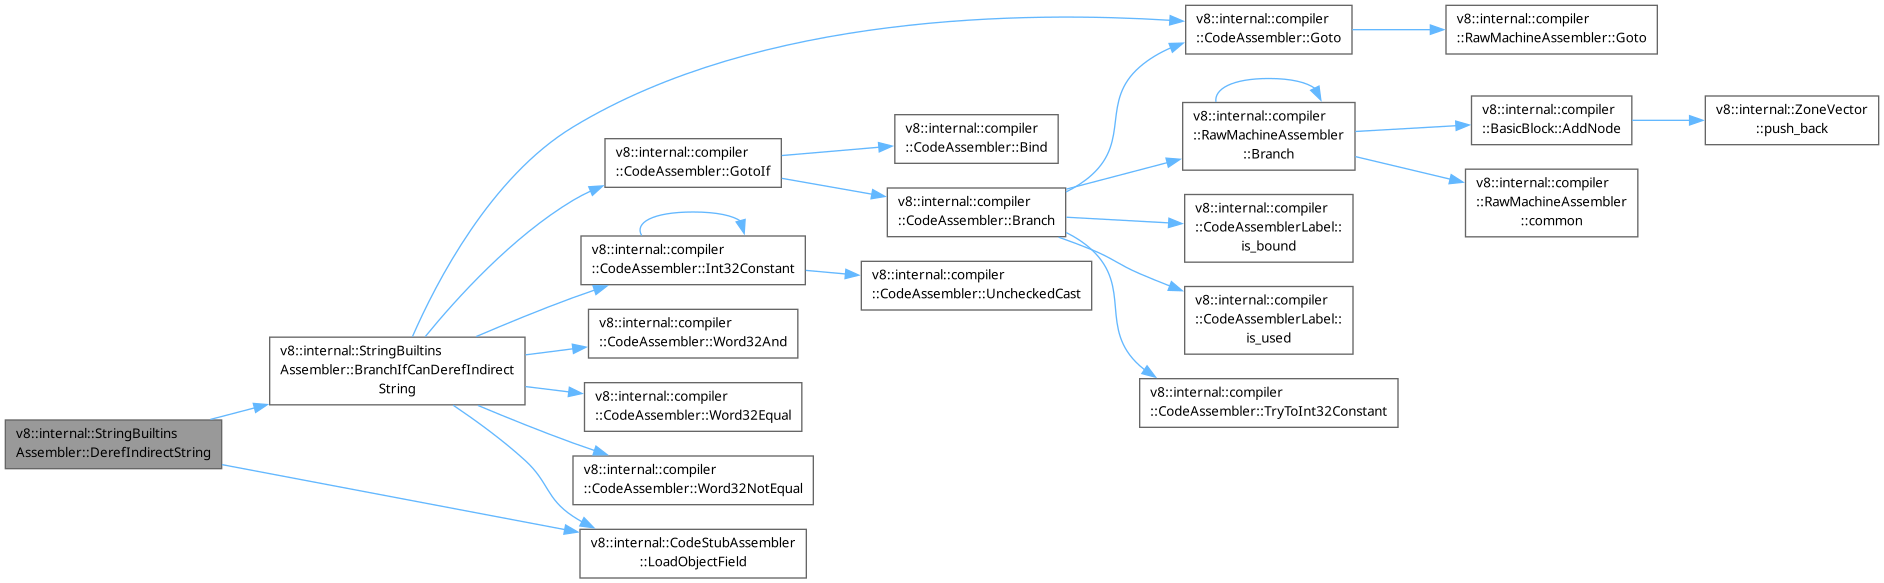 v8::internal::StringBuiltins
Assembler::DerefIndirectString
v8::internal::StringBuiltins
Assembler::BranchIfCanDerefIndirect
String
v8::internal::compiler
::CodeAssembler::Goto
v8::internal::compiler
::RawMachineAssembler::Goto
v8::internal::compiler
::CodeAssembler::GotoIf
v8::internal::compiler
::CodeAssembler::Bind
v8::internal::compiler
::CodeAssembler::Branch
v8::internal::compiler
::RawMachineAssembler
::Branch
v8::internal::compiler
::BasicBlock::AddNode
v8::internal::ZoneVector
::push_back
v8::internal::compiler
::RawMachineAssembler
::common
v8::internal::compiler
::CodeAssemblerLabel::
is_bound
v8::internal::compiler
::CodeAssemblerLabel::
is_used
v8::internal::compiler
::CodeAssembler::TryToInt32Constant
v8::internal::compiler
::CodeAssembler::Int32Constant
v8::internal::compiler
::CodeAssembler::UncheckedCast
v8::internal::compiler
::CodeAssembler::Word32And
v8::internal::compiler
::CodeAssembler::Word32Equal
v8::internal::compiler
::CodeAssembler::Word32NotEqual
v8::internal::CodeStubAssembler
::LoadObjectField